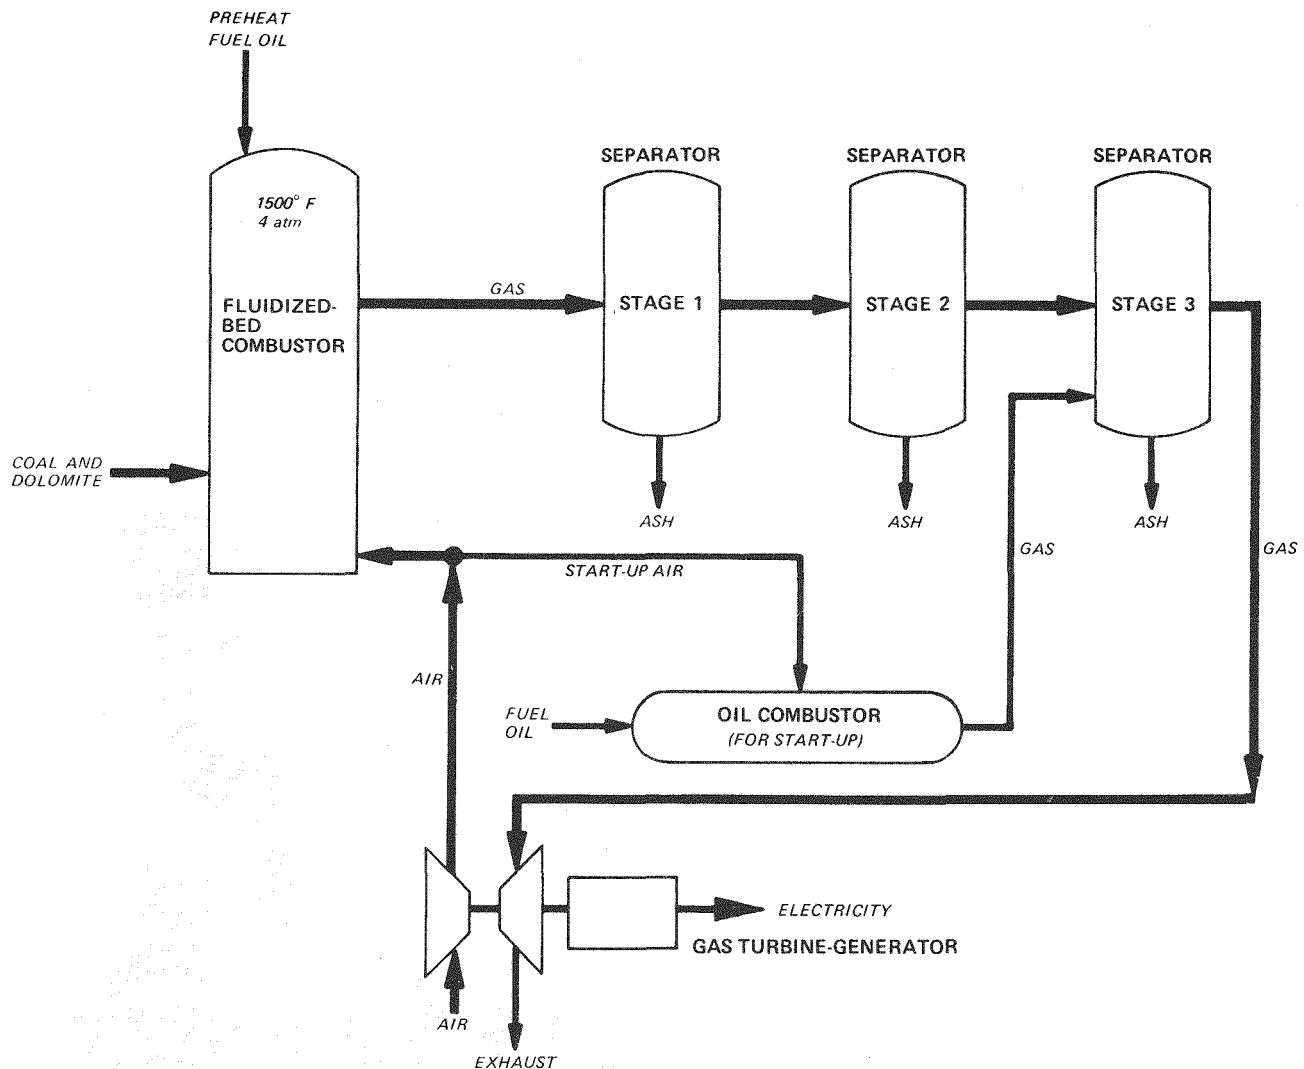 PREHEAT
FUEL OIL
1500° F
4 atm
FLUIDIZED-
BED
COMBUSTOR
GAS
SEPARATOR
STAGE 1
SEPARATOR
STAGE 2
SEPARATOR
STAGE 3
COAL AND
DOLOMITE
ASH
ASH
ASH
GAS
GAS
START-UP AIR
AIR
FUEL
OIL
OIL COMBUSTOR
(FOR START-UP)
ELECTRICITY
GAS TURBINE-GENERATOR
AIR
EXHAUST